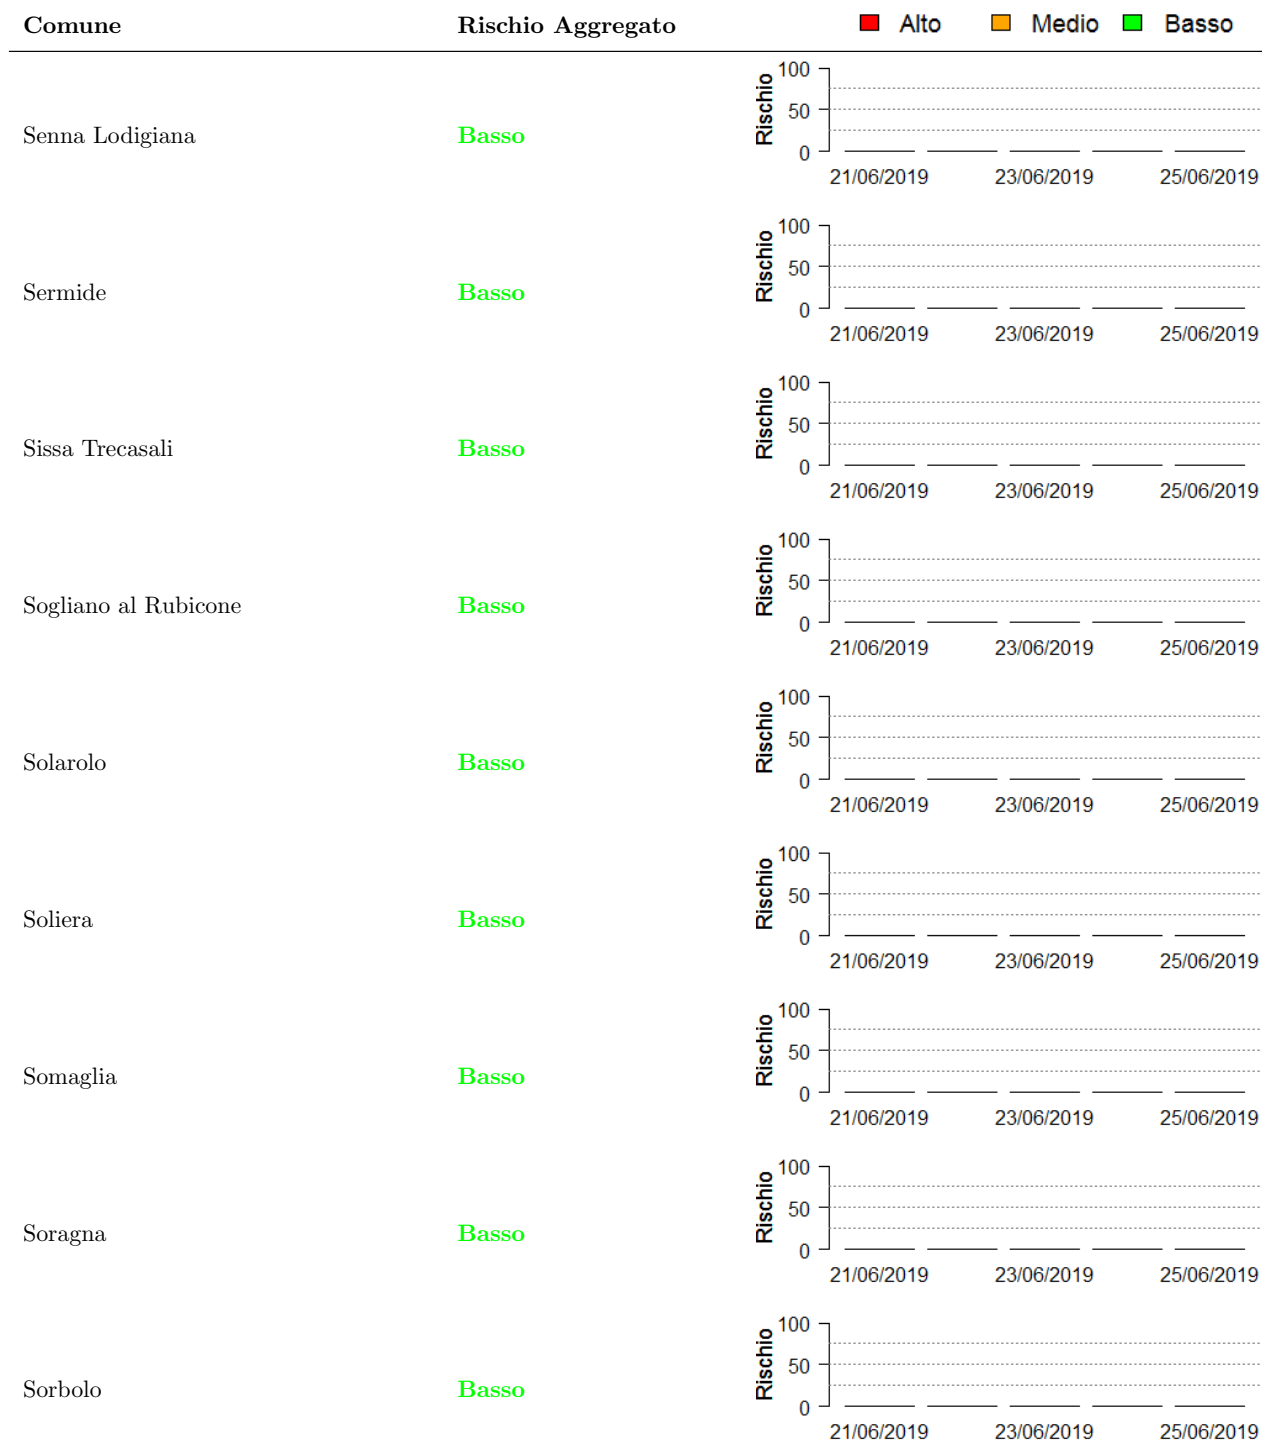 Comune Rischio Aggregato Alto Medio Basso
100
Rischio
50
Senna Lodigiana Basso
0
21/06/2019 23/06/2019 25/06/2019
100
Rischio
50
Sermide Basso
0
21/06/2019 23/06/2019 25/06/2019
100
Rischio
50
Sissa Trecasali Basso
0
21/06/2019 23/06/2019 25/06/2019
100
Rischio
50
Sogliano al Rubicone Basso
0
21/06/2019 23/06/2019 25/06/2019
100
Rischio
50
Solarolo Basso
0
21/06/2019 23/06/2019 25/06/2019
100
Rischio
50
Soliera Basso
0
21/06/2019 23/06/2019 25/06/2019
100
Rischio
50
Somaglia Basso
0
21/06/2019 23/06/2019 25/06/2019
100
Rischio
50
Soragna Basso
0
21/06/2019 23/06/2019 25/06/2019
100
Rischio
50
Sorbolo Basso
0
21/06/2019 23/06/2019 25/06/2019